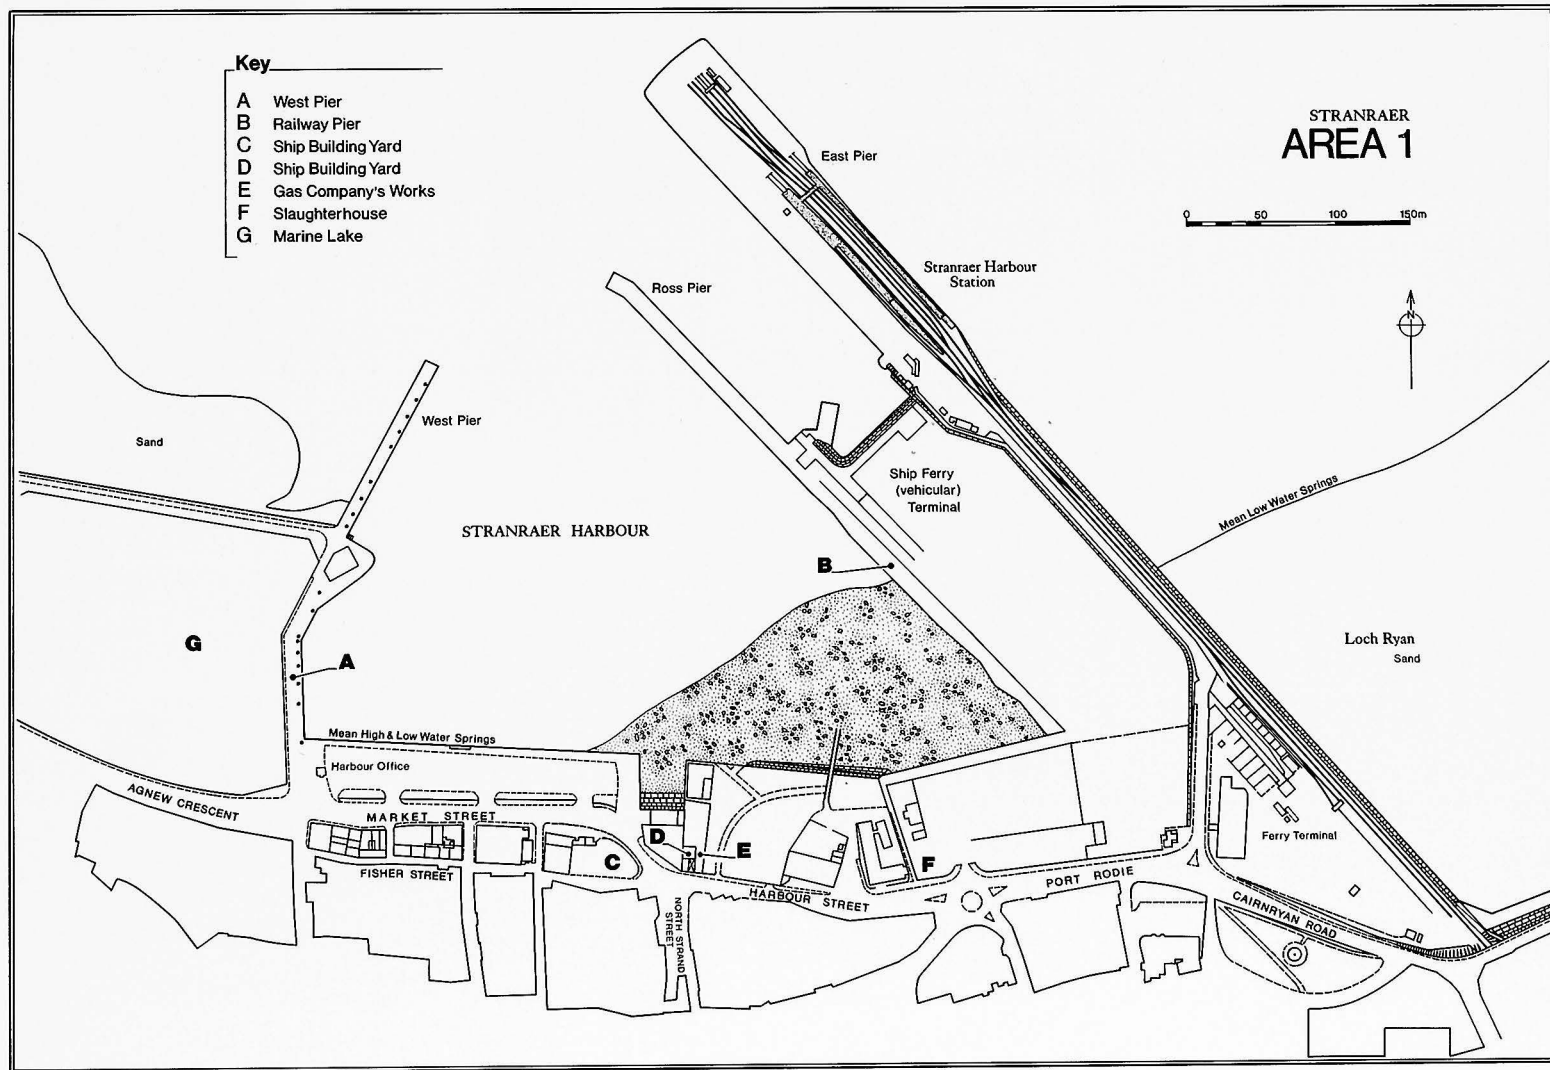 Key
A West Pier
B Railway Pier
C Ship Building Yard
D Ship Building Yard
E Gas Company's Works
F Slaughterhouse
G Marine Lake
STRANRAER
AREA 1
0 50 100 150m
N
East Pier
Stranraer Harbour
Station
Ross Pier
West Pier
Sand
Ship Ferry
(vehicular)
Terminal
Mean Low Water Springs
STRANRAER HARBOUR
B
G
A
Loch Ryan
Sand
Mean High & Low Water Springs
Harbour Office
AGNEW CRESCENT
MARKET STREET
FISHER STREET
C
D
E
F
HARBOUR STREET
NORTH STRAND
STREET
PORT RODIE
Ferry Terminal
CAIRNRYAN ROAD